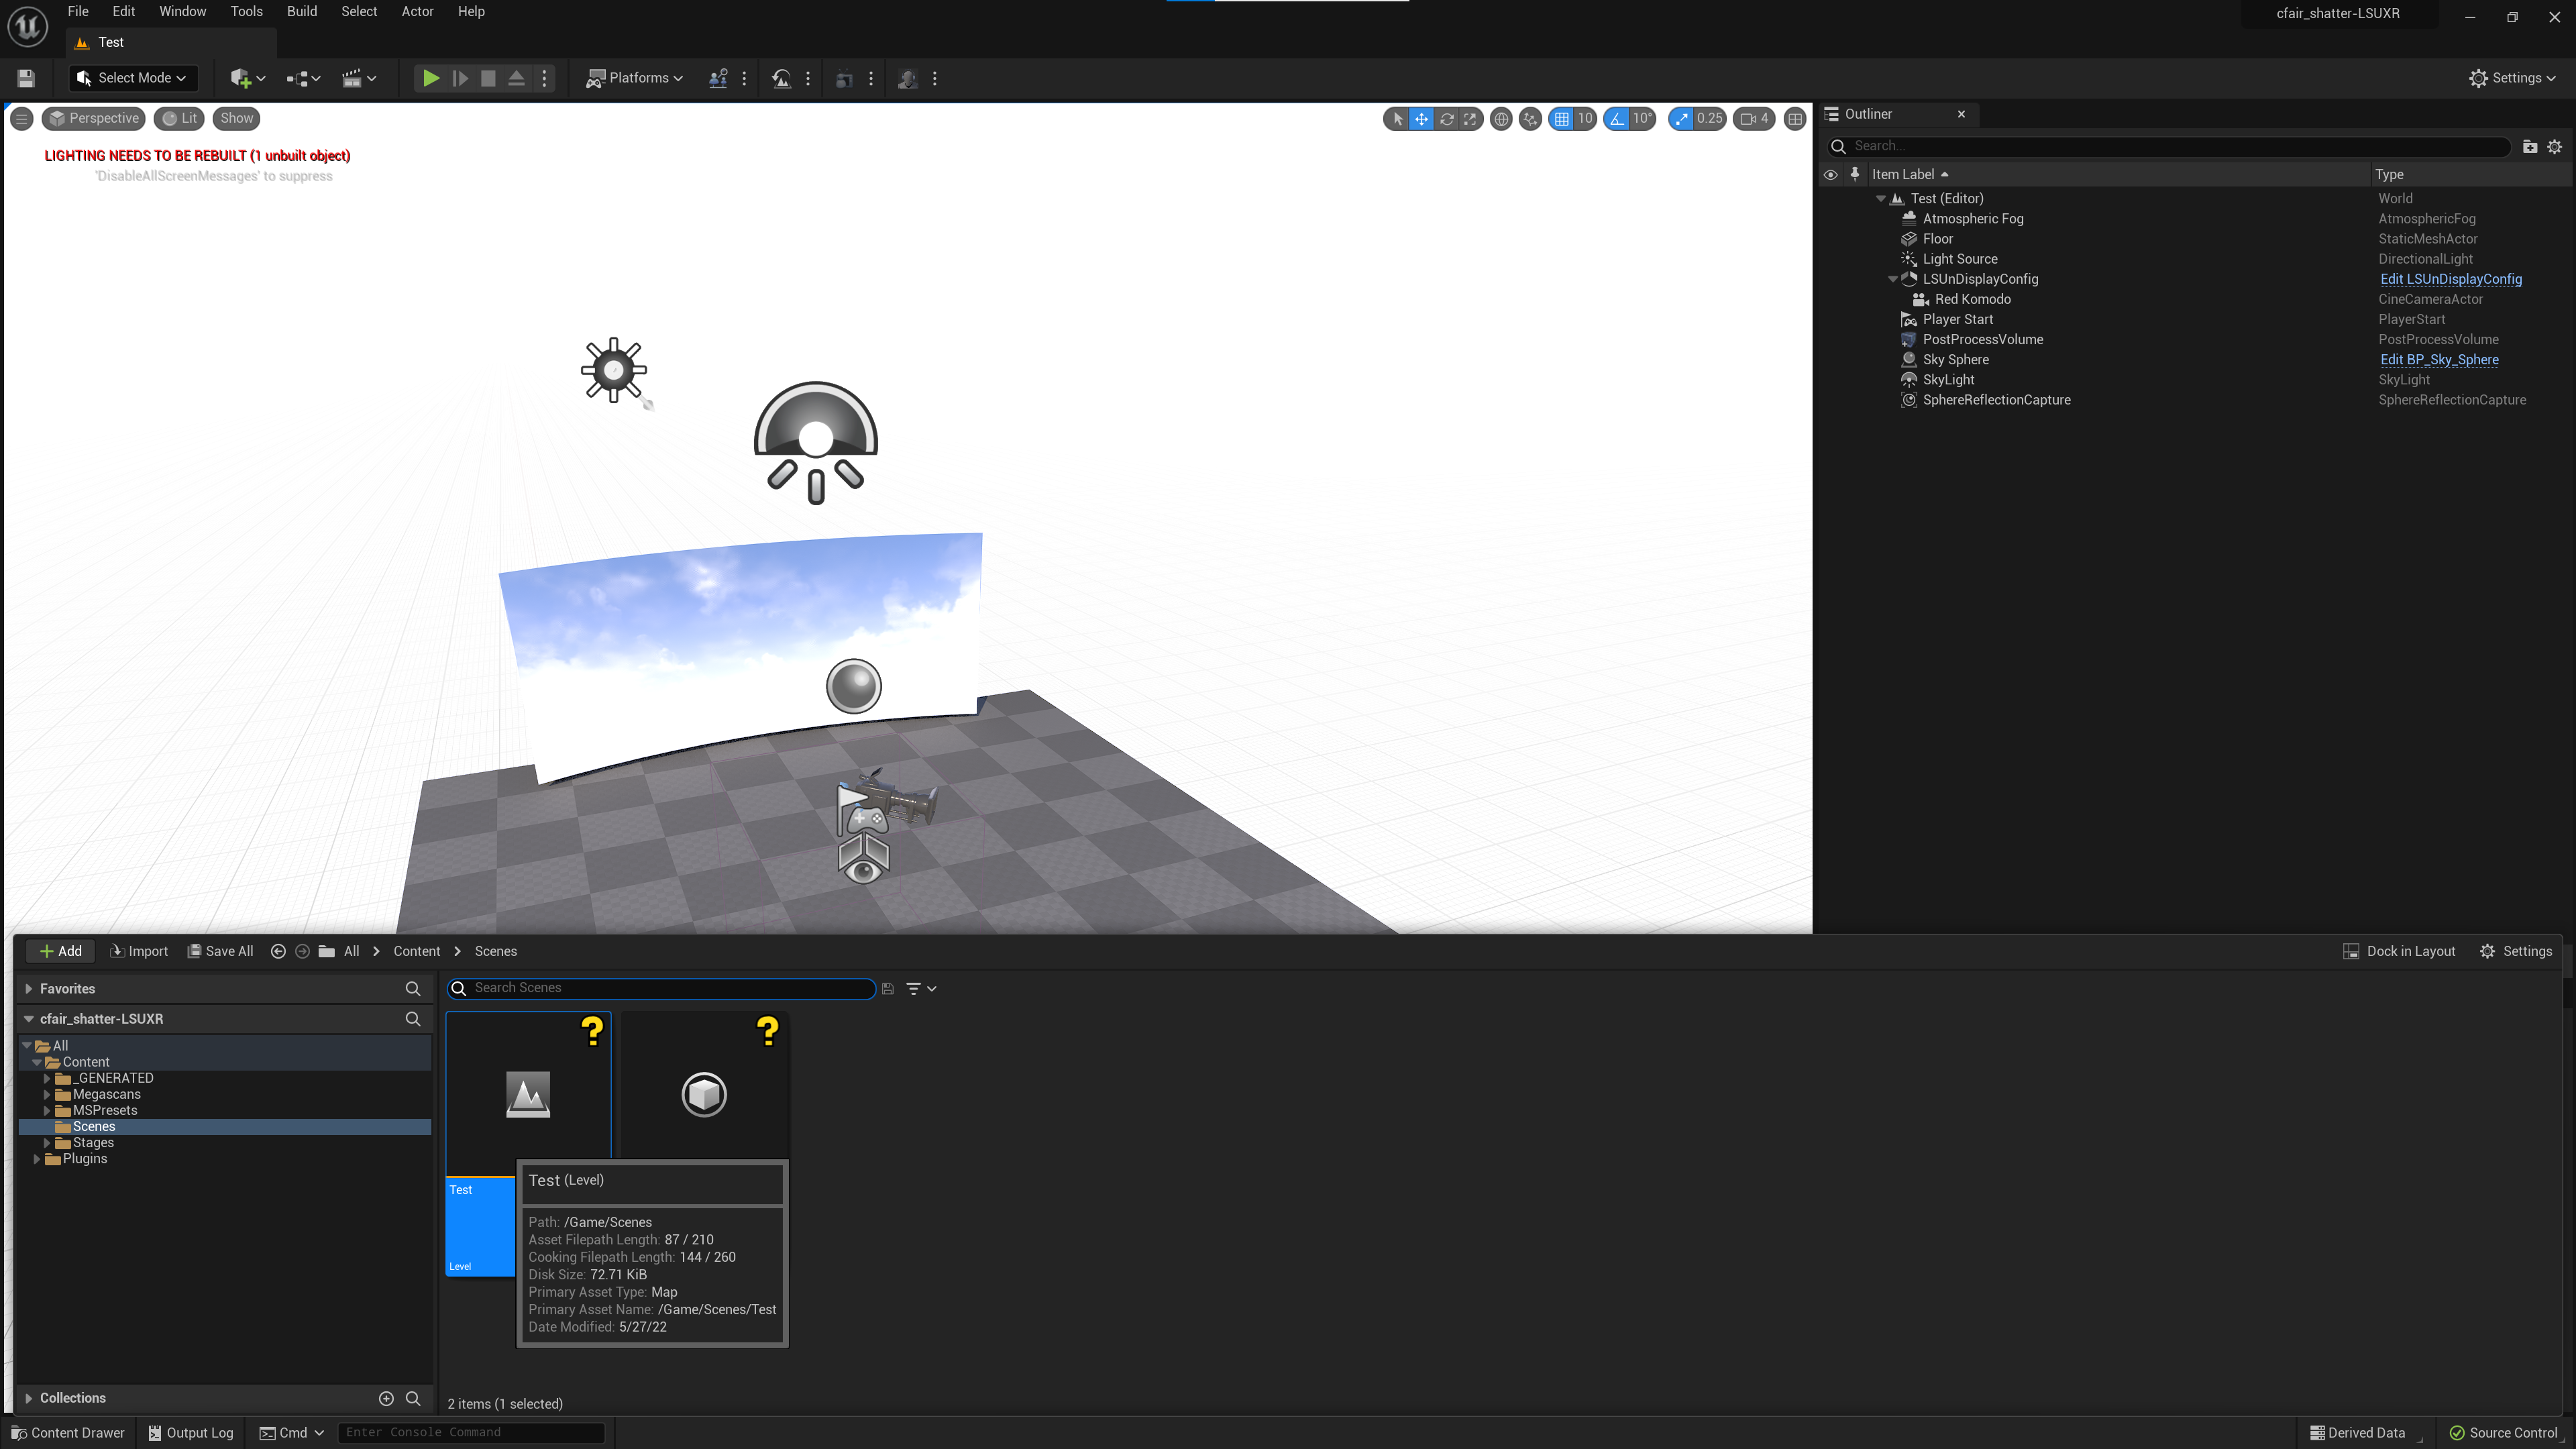 File Edit Window Tools Build Select Actor Help
cfair_shatter-LSUXR
Test
Select Mode
Platforms
Settings
Perspective
Lit
Show
10
10°
0.25
4
LIGHTING NEEDS TO BE REBUILT (1 unbuilt object)
'DisableAllScreenMessages' to suppress
Outliner
Search...
Item Label Type
Test (Editor) World
Atmospheric Fog AtmosphericFog
Floor StaticMeshActor
Light Source DirectionalLight
LSUnDisplayConfig Edit LSUnDisplayConfig
Red Komodo CineCameraActor
Player Start PlayerStart
PostProcessVolume PostProcessVolume
Sky Sphere Edit BP_Sky_Sphere
SkyLight SkyLight
SphereReflectionCapture SphereReflectionCapture
Add Import Save All All Content Scenes
Dock in Layout Settings
Favorites
cfair_shatter-LSUXR
All
Content
_GENERATED
Megascans
MSPresets
Scenes
Stages
Plugins
Collections
Search Scenes
?
?
Test
Level
Test (Level)
Path: /Game/Scenes
Asset Filepath Length: 87 / 210
Cooking Filepath Length: 144 / 260
Disk Size: 72.71 KiB
Primary Asset Type: Map
Primary Asset Name: /Game/Scenes/Test
Date Modified: 5/27/22
2 items (1 selected)
Content Drawer Output Log Cmd Enter Console Command
Derived Data Source Control